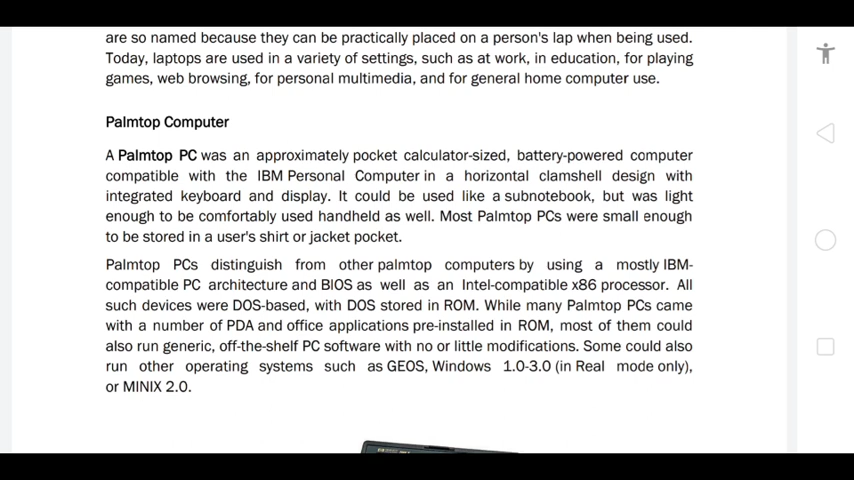 are so named because they can be practically placed on a person's lap when being used.
Today, laptops are used in a variety of settings, such as at work, in education, for playing
games, web browsing, for personal multimedia, and for general home computer use.
Palmtop Computer
A Palmtop PC was an approximately pocket calculator-sized, battery-powered computer
compatible with the IBM Personal Computer in a horizontal clamshell design with
integrated keyboard and display. It could be used like a subnotebook, but was light
enough to be comfortably used handheld as well. Most Palmtop PCs were small enough
to be stored in a user's shirt or jacket pocket.
Palmtop PCs distinguish from other palmtop computers by using a mostly IBM-
compatible PC architecture and BIOS as well as an Intel-compatible x86 processor. All
such devices were DOS-based, with DOS stored in ROM. While many Palmtop PCs came
with a number of PDA and office applications pre-installed in ROM, most of them could
also run generic, off-the-shelf PC software with no or little modifications. Some could also
run other operating systems such as GEOS, Windows 1.0-3.0 (in Real mode only),
or MINIX 2.0.